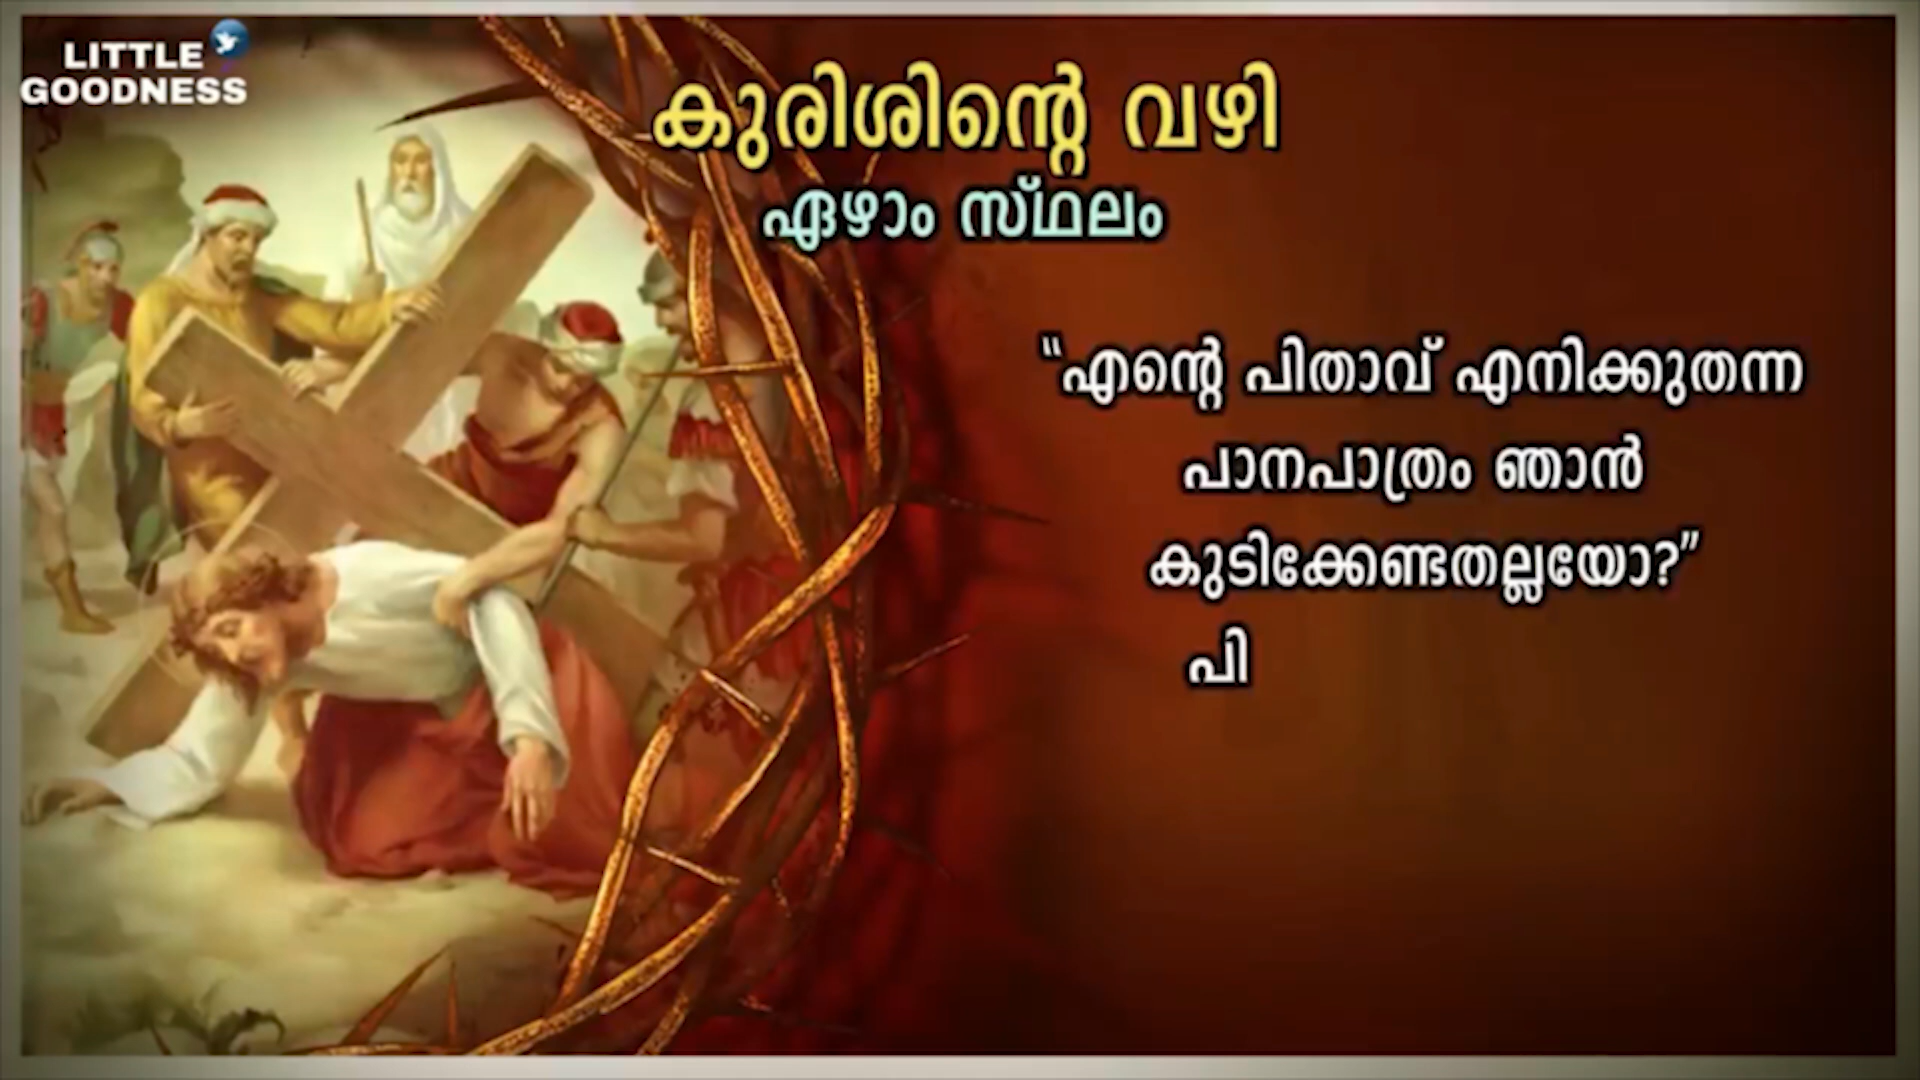 LITTLE
GOODNESS
കുരിശിന്റെ വഴി
ഏഴാം സ്ഥലം
“എന്റെ പിതാവ് എനിക്കുതന്ന
പാനപാത്രം ഞാൻ
കുടിക്കേണ്ടതല്ലയോ?”
പി